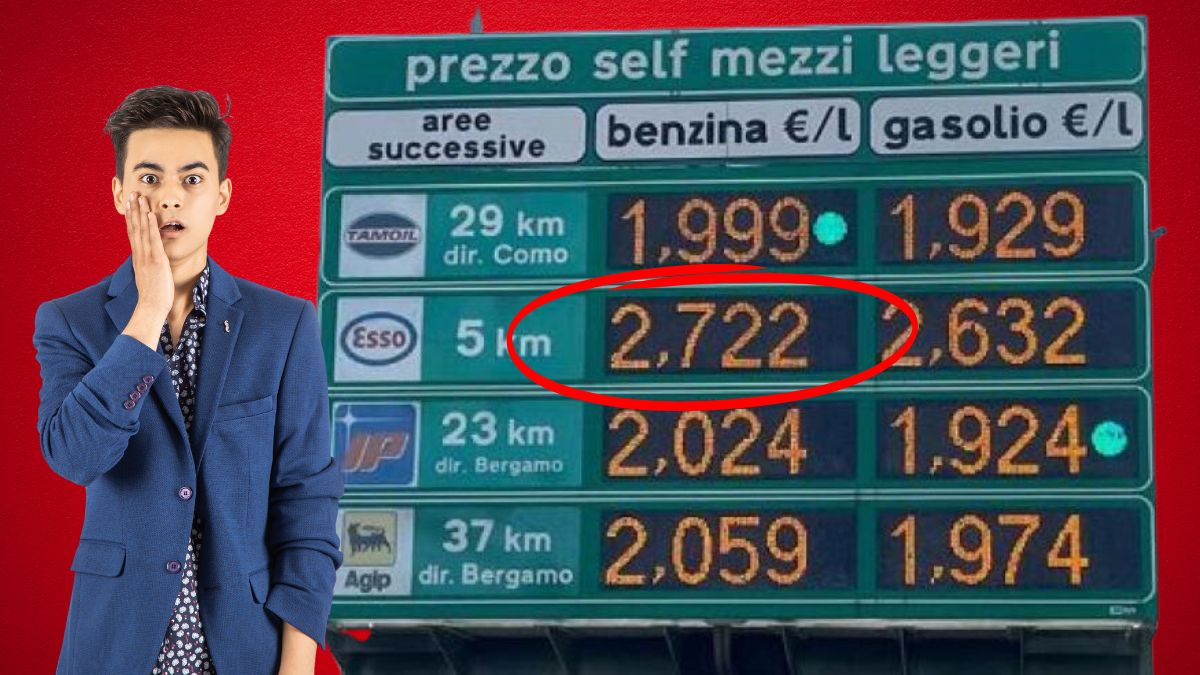 prezzo self mezzi leggeri
aree
successive
benzina €/l
gasolio €/l
TAMOIL
29 km
dir. Como
1,999
1,929
Esso
5 km
2,722
2,632
IP
23 km
dir. Bergamo
2,024
1,924
Agip
37 km
dir. Bergamo
2,059
1,974